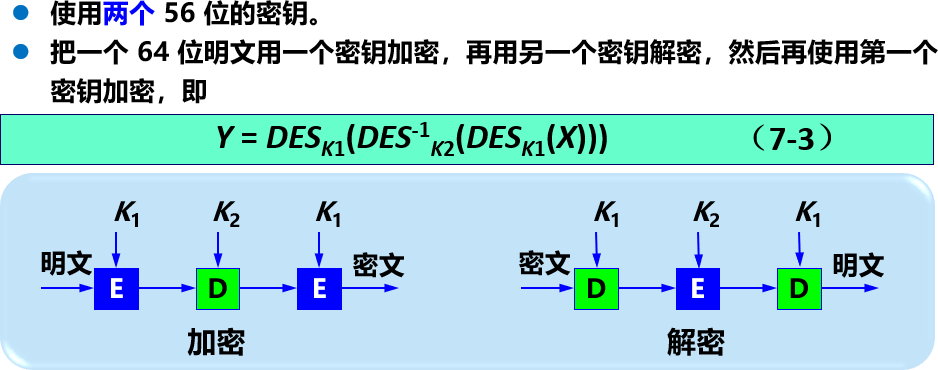 使用两个 56 位的密钥。
把一个 64 位明文用一个密钥加密，再用另一个密钥解密，然后再使用第一个
密钥加密，即
Y = DES_K1(DES^-1_K2(DES_K1(X))) （7-3）
K1 K2 K1
明文 E D E 密文
加密
K1 K2 K1
密文 D E D 明文
解密